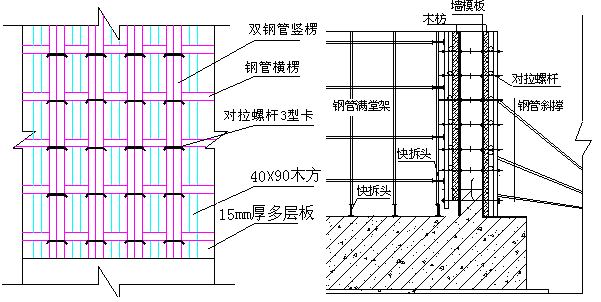 双钢管竖楞
钢管横楞
对拉螺杆3型卡
40X90木方
15mm厚多层板
墙模板
木枋
对拉螺杆
钢管满堂架
钢管斜撑
快拆头
快拆头